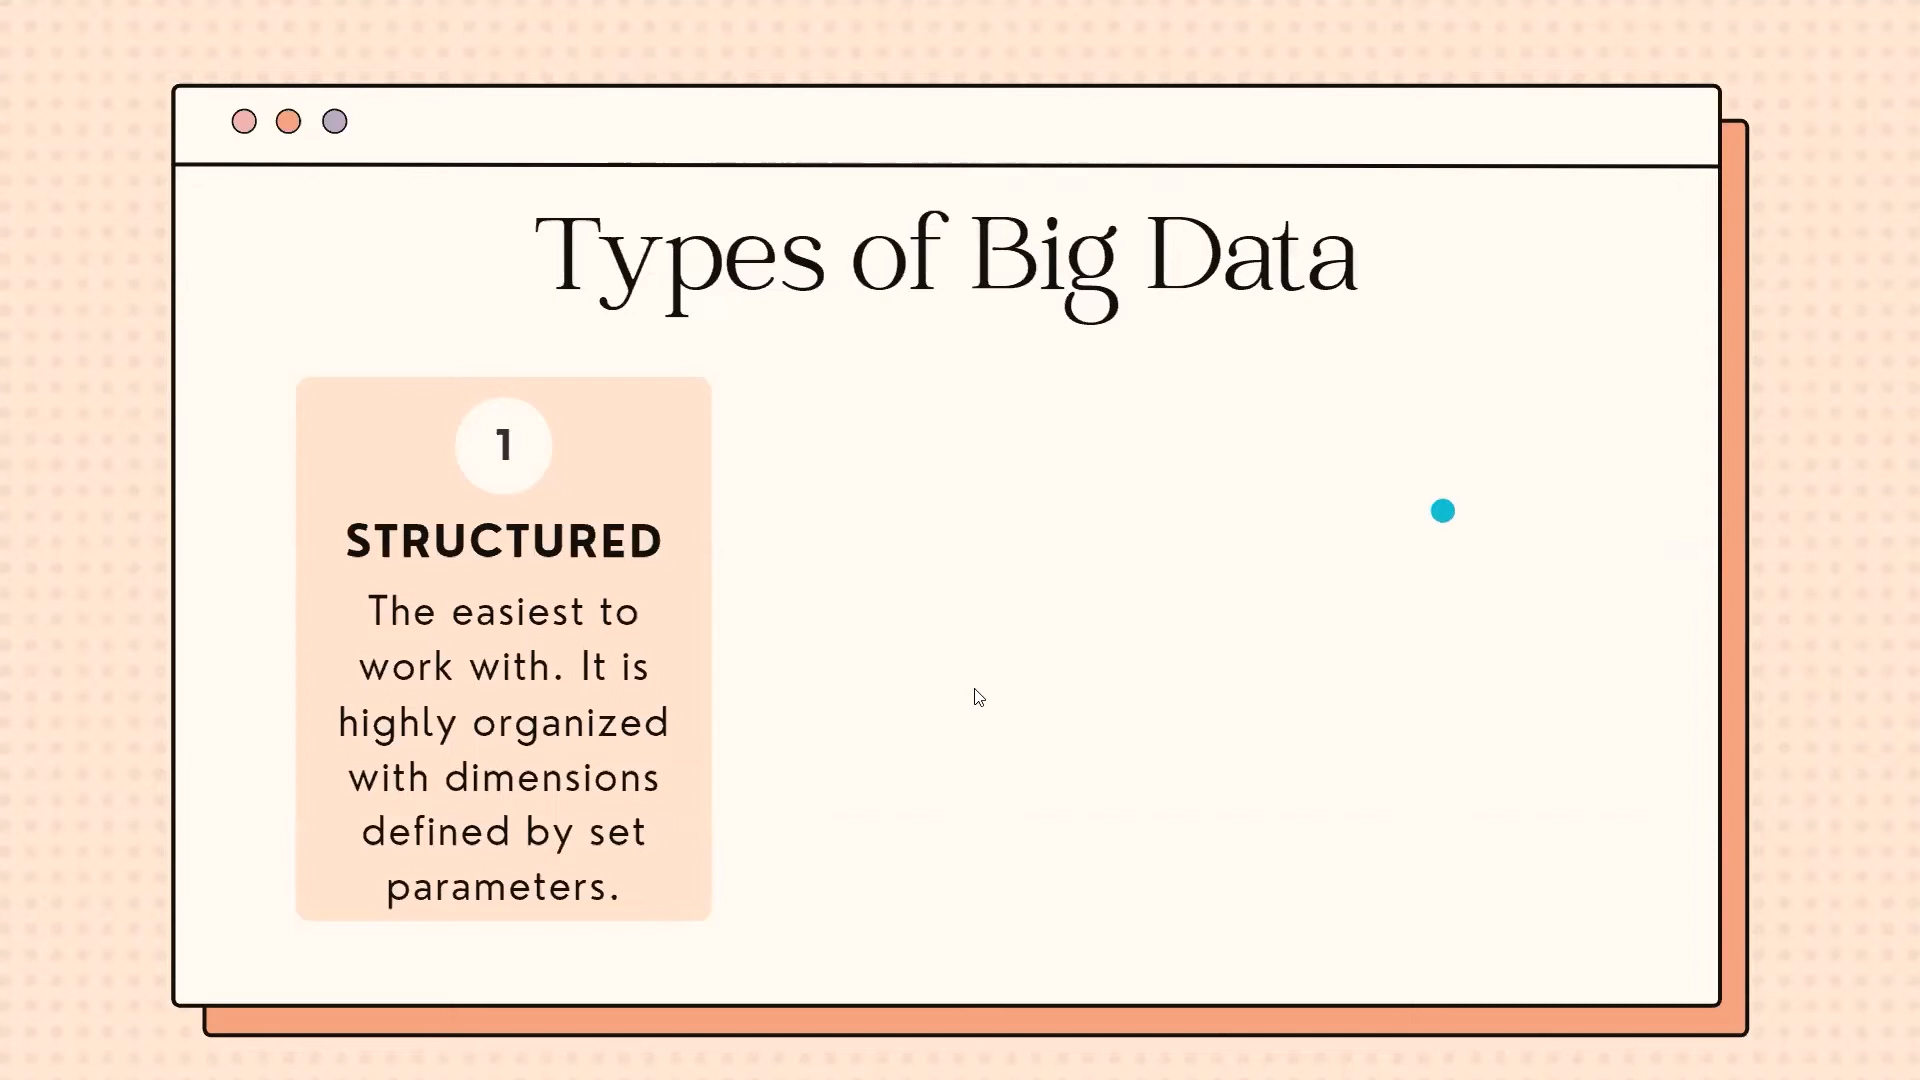 Types of Big Data
1
STRUCTURED
The easiest to
work with. It is
highly organized
with dimensions
defined by set
parameters.